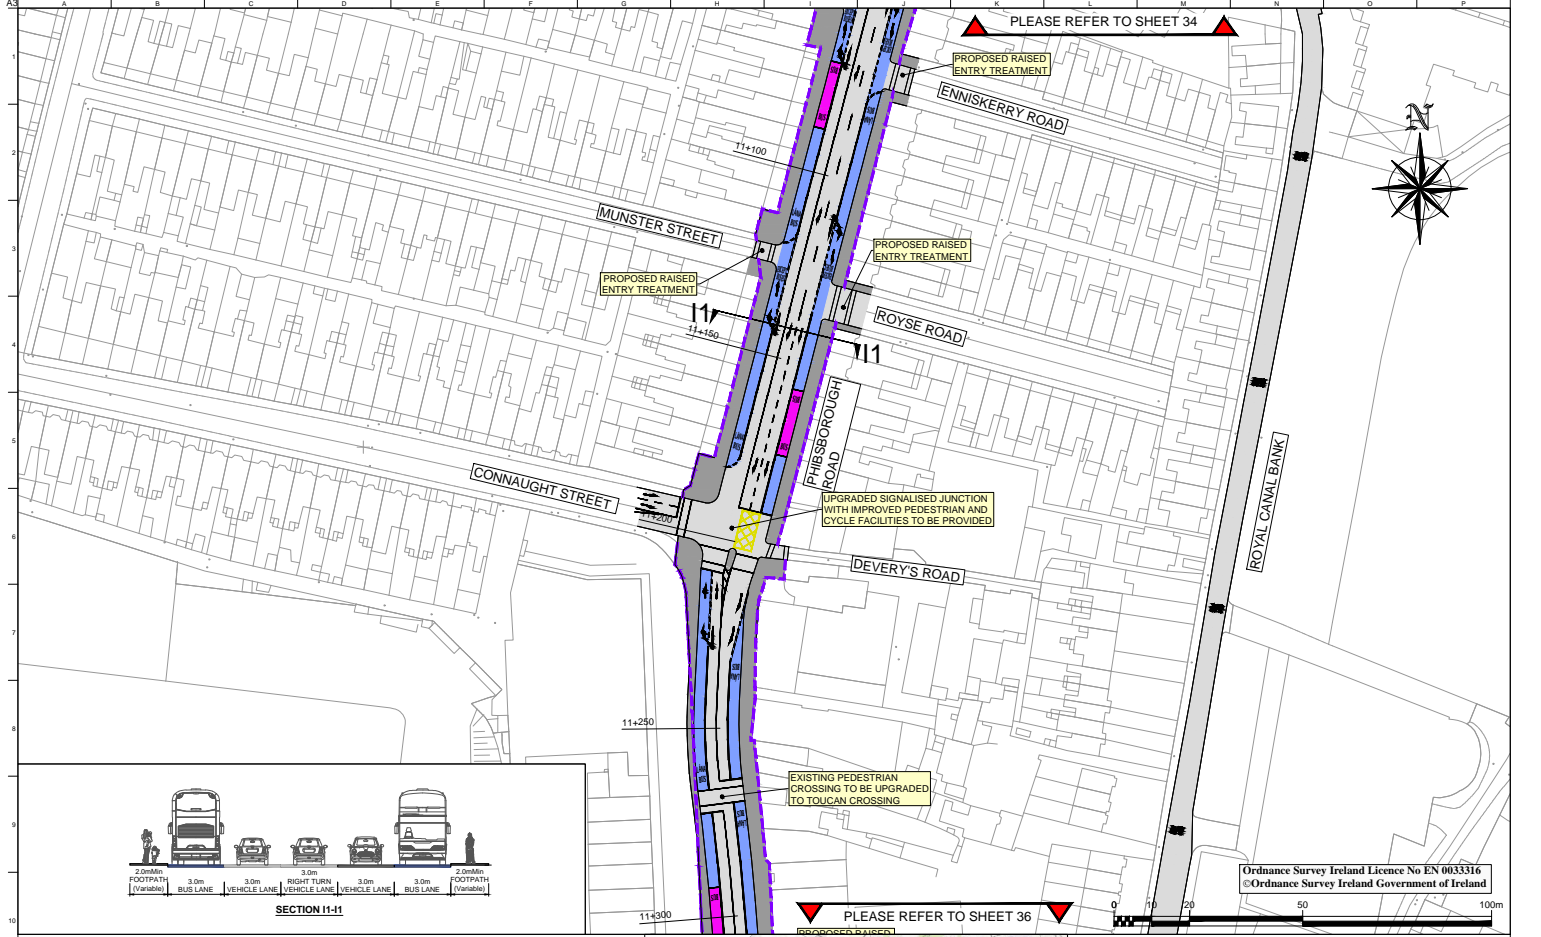 A3
A B C D E F G H I J K L M N O P
1
2
3
4
5
6
7
8
9
10
PLEASE REFER TO SHEET 34
PROPOSED RAISED
ENTRY TREATMENT
ENNISKERRY ROAD
N
11+100
MUNSTER STREET
PROPOSED RAISED
ENTRY TREATMENT
PROPOSED RAISED
ENTRY TREATMENT
I1
11+150
ROYSE ROAD
I1
PHIBSBOROUGH
ROAD
CONNAUGHT STREET
11+200
UPGRADED SIGNALISED JUNCTION
WITH IMPROVED PEDESTRIAN AND
CYCLE FACILITIES TO BE PROVIDED
ROYAL CANAL BANK
DEVERY'S ROAD
11+250
EXISTING PEDESTRIAN
CROSSING TO BE UPGRADED
TO TOUCAN CROSSING
2.0mMin
FOOTPATH
(Variable)
3.0m
BUS LANE
3.0m
VEHICLE LANE
3.0m
RIGHT TURN
VEHICLE LANE
3.0m
VEHICLE LANE
3.0m
BUS LANE
2.0mMin
FOOTPATH
(Variable)
SECTION I1-I1
11+300
PLEASE REFER TO SHEET 36
PROPOSED RAISED
Ordnance Survey Ireland Licence No EN 0033316
©Ordnance Survey Ireland Government of Ireland
0 10 20 50 100m